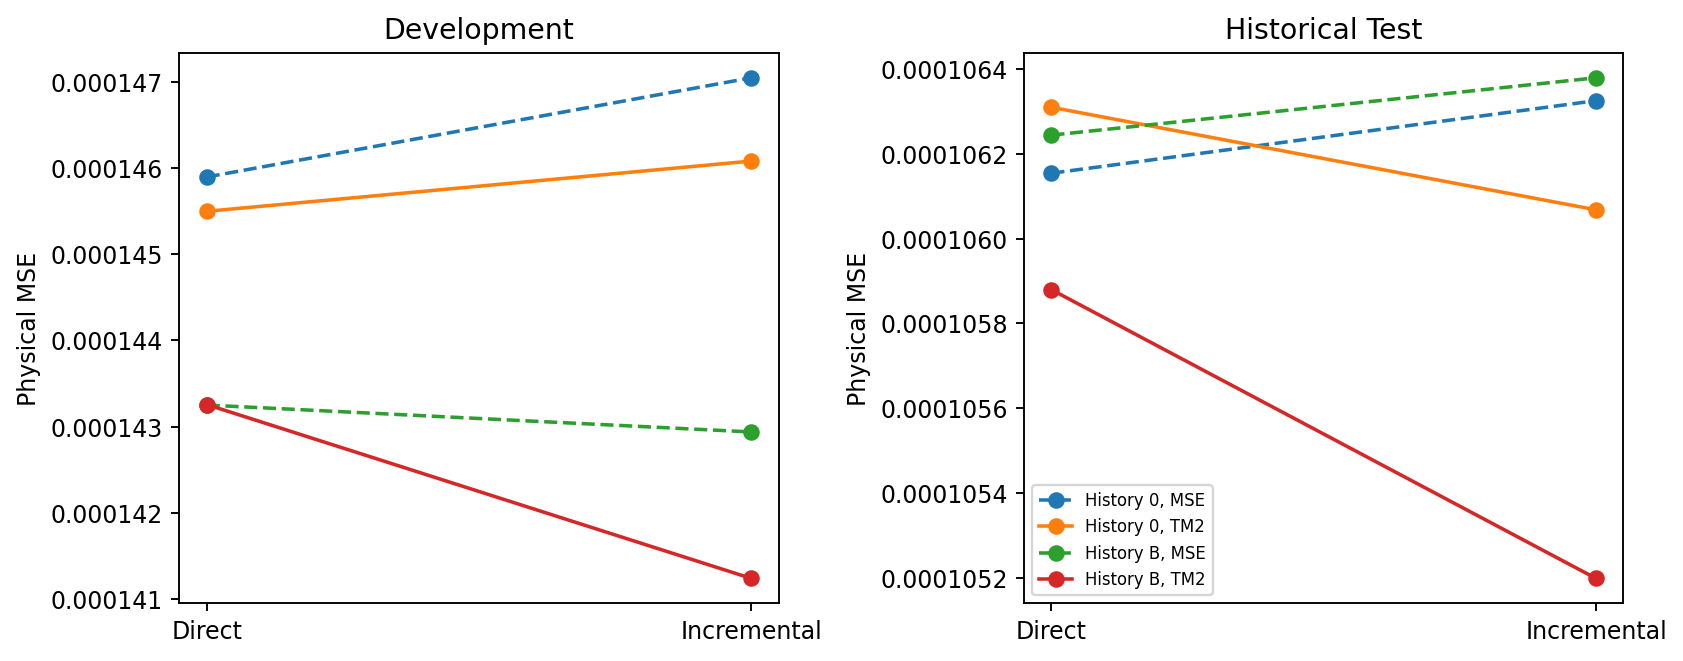 Development
Physical MSE
0.000147
0.000146
0.000145
0.000144
0.000143
0.000142
0.000141
Direct
Incremental
Historical Test
Physical MSE
0.0001064
0.0001062
0.0001060
0.0001058
0.0001056
0.0001054
0.0001052
History 0, MSE
History 0, TM2
History B, MSE
History B, TM2
Direct
Incremental